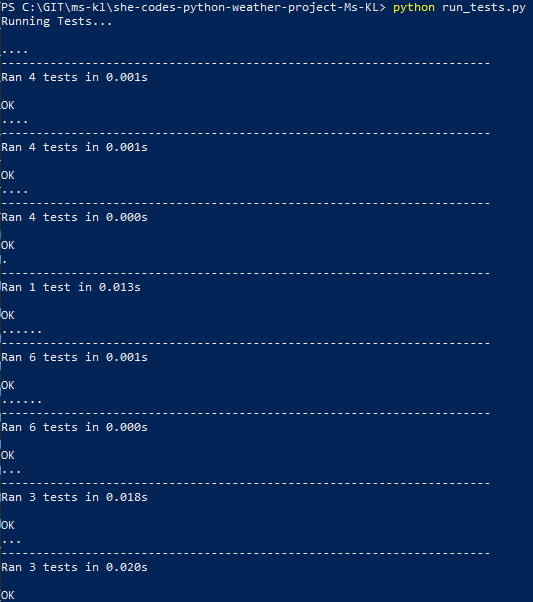 PS C:\GIT\ms-kl\she-codes-python-weather-project-Ms-KL> python run_tests.py
Running Tests...
....
----------------------------------------------------------------------
Ran 4 tests in 0.001s
OK
....
----------------------------------------------------------------------
Ran 4 tests in 0.001s
OK
....
----------------------------------------------------------------------
Ran 4 tests in 0.000s
OK
.
----------------------------------------------------------------------
Ran 1 test in 0.013s
OK
......
----------------------------------------------------------------------
Ran 6 tests in 0.001s
OK
......
----------------------------------------------------------------------
Ran 6 tests in 0.000s
OK
...
----------------------------------------------------------------------
Ran 3 tests in 0.018s
OK
...
----------------------------------------------------------------------
Ran 3 tests in 0.020s
OK